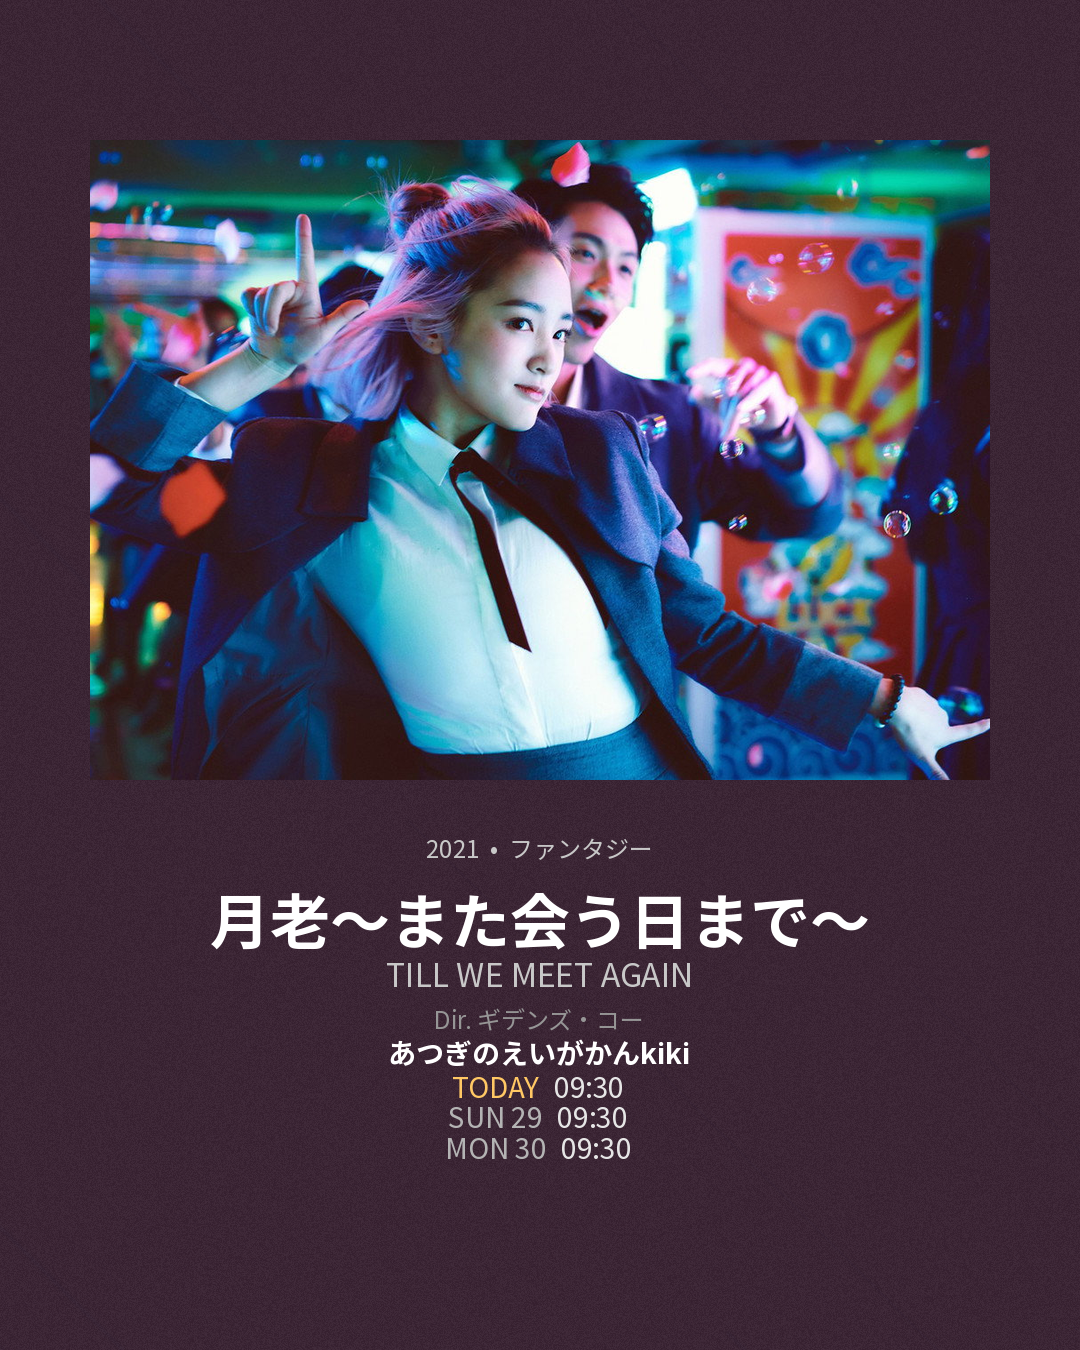 LUCK
2021 • ファンタジー
月老〜また会う日まで〜
TILL WE MEET AGAIN
Dir. ギデンズ・コー
あつぎのえいがかんkiki
TODAY 09:30
SUN 29 09:30
MON 30 09:30